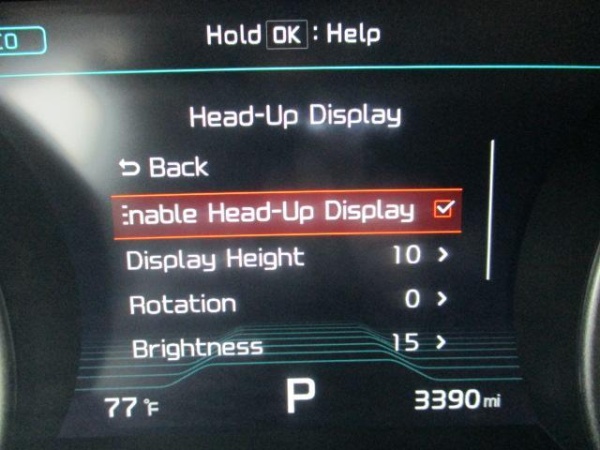 Hold OK : Help
Head-Up Display
Back
Enable Head-Up Display
Display Height 10 >
Rotation 0 >
Brightness 15 >
77°F P 3390 mi